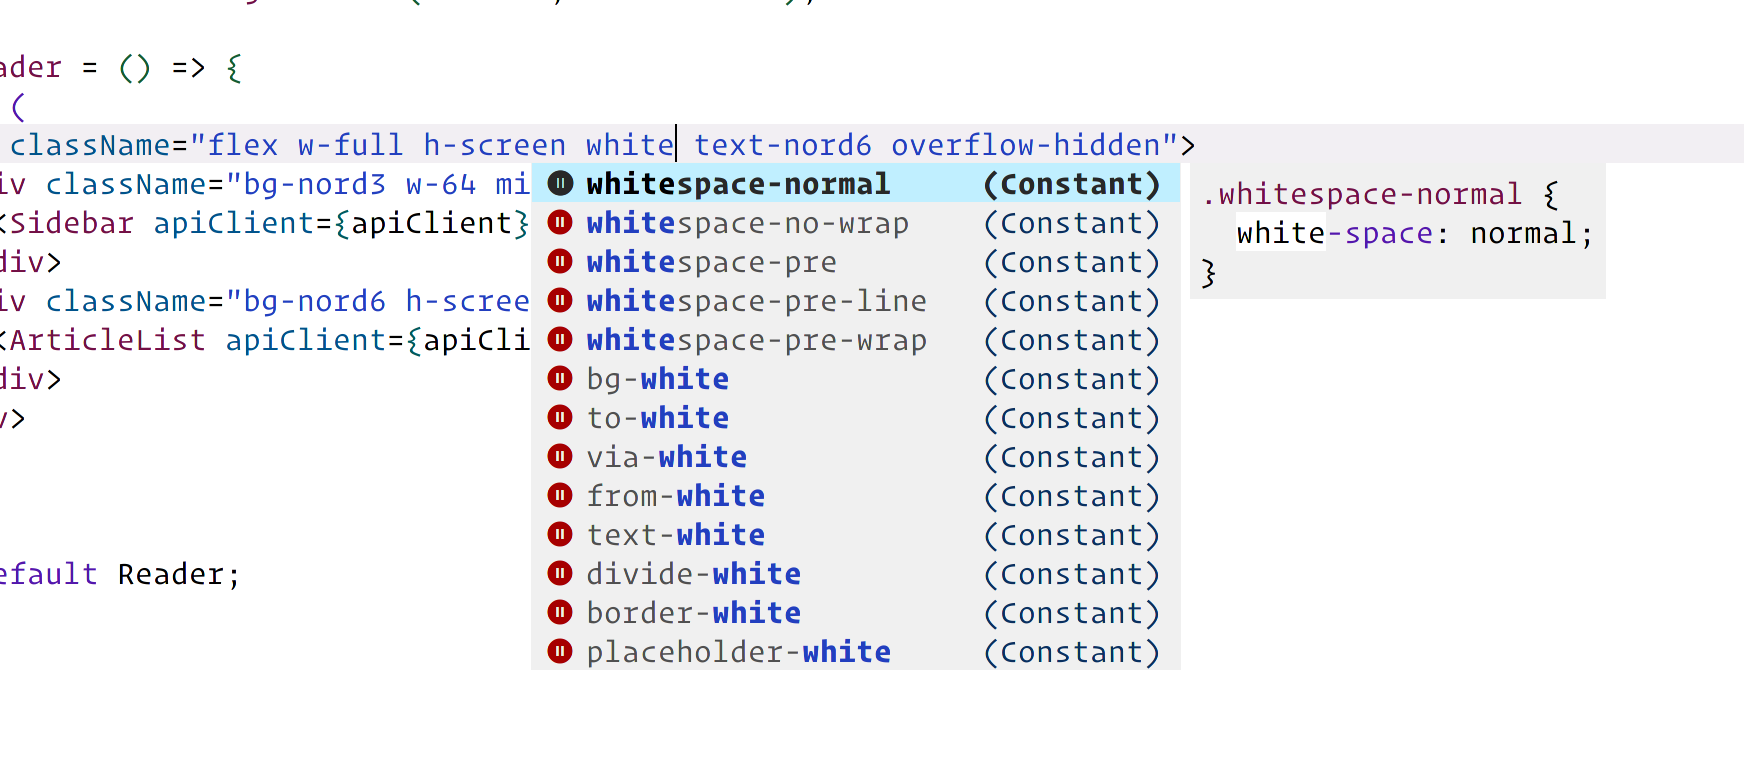 ader = () => {
(
className="flex w-full h-screen white text-nord6 overflow-hidden">
iv className="bg-nord3 w-64 mi
<Sidebar apiClient={apiClient}
div>
iv className="bg-nord6 h-scree
<ArticleList apiClient={apiCli
div>
v>
efault Reader;
whitespace-normal (Constant)
whitespace-no-wrap (Constant)
whitespace-pre (Constant)
whitespace-pre-line (Constant)
whitespace-pre-wrap (Constant)
bg-white (Constant)
to-white (Constant)
via-white (Constant)
from-white (Constant)
text-white (Constant)
divide-white (Constant)
border-white (Constant)
placeholder-white (Constant)
.whitespace-normal {
white-space: normal;
}